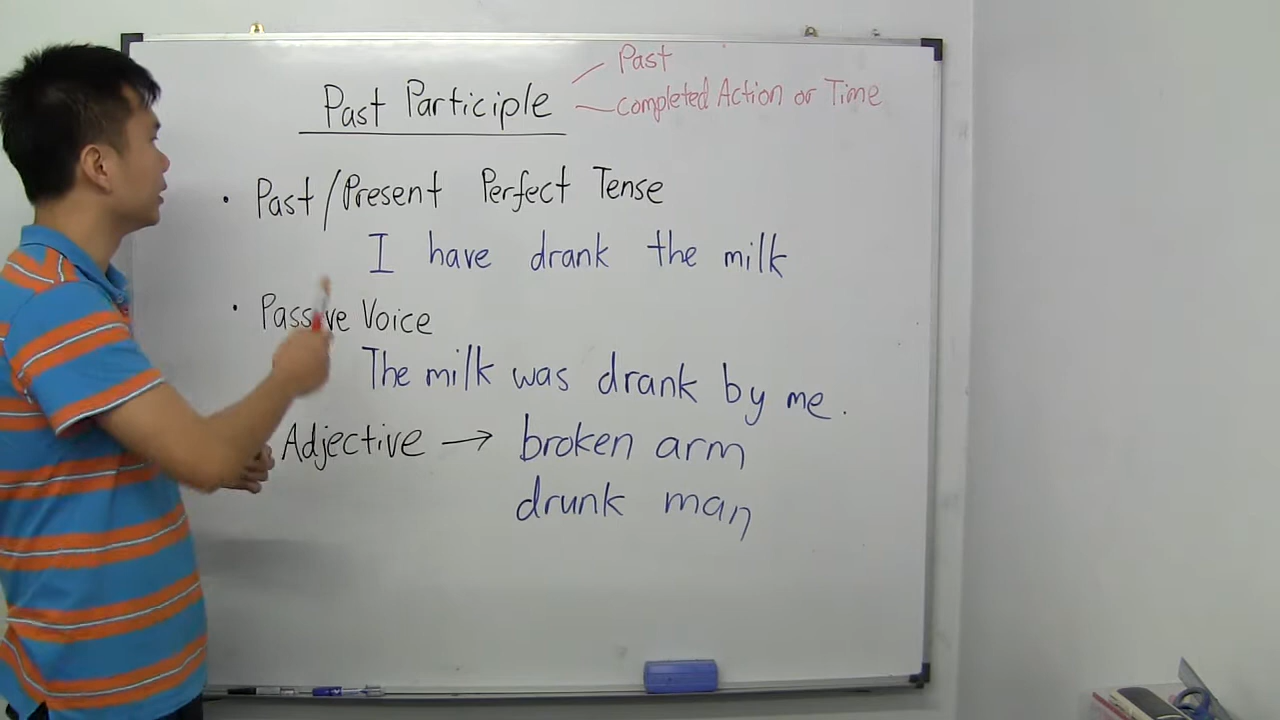 Past Participle
Past
completed Action or Time
• Past/Present Perfect Tense
I have drank the milk
• Passive Voice
The milk was drank by me.
Adjective → broken arm
drunk man